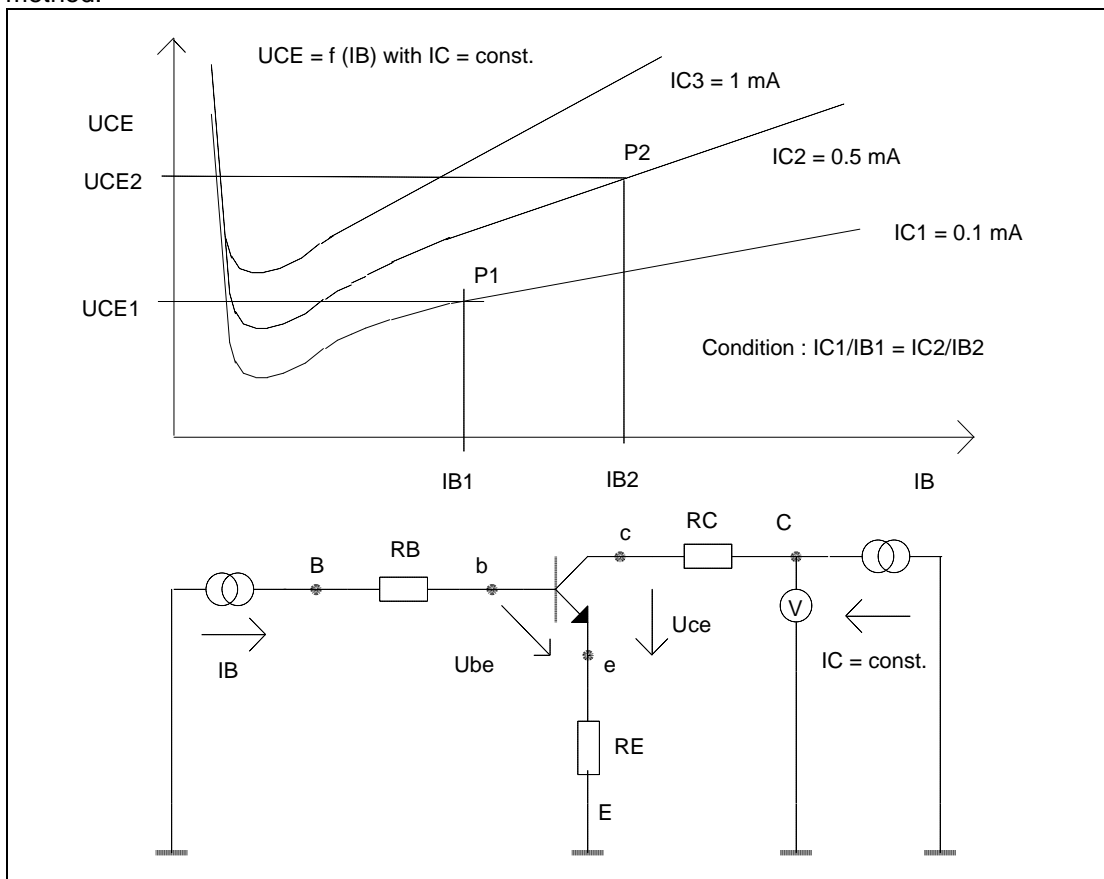 method.
UCE = f (IB) with IC = const.
IC3 = 1 mA
UCE
P2
IC2 = 0.5 mA
UCE2
IC1 = 0.1 mA
P1
UCE1
Condition : IC1/IB1 = IC2/IB2
IB1
IB2
IB
RC
C
c
RB
B
b
V
Uce
IB
Ube
e
IC = const.
RE
E